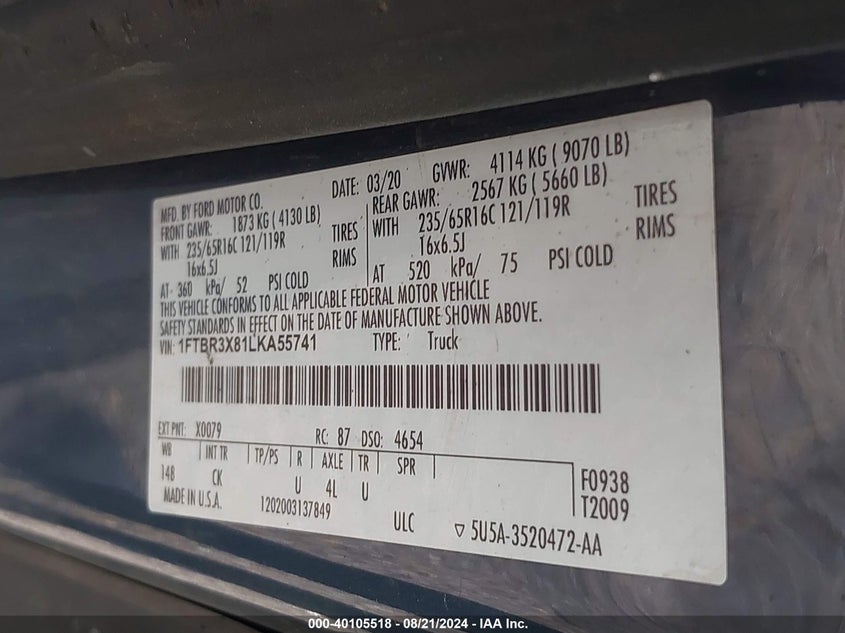 MFD. BY FORD MOTOR CO. DATE: 03/20 GVWR: 4114 KG ( 9070 LB)
FRONT GAWR: 1873 KG ( 4130 LB) REAR GAWR: 2567 KG ( 5660 LB)
WITH 235/65R16C 121/119R TIRES WITH 235/65R16C 121/119R TIRES
16x6.5J RIMS 16x6.5J RIMS
AT 360 kPa/ 52 PSI COLD AT 520 kPa/ 75 PSI COLD
THIS VEHICLE CONFORMS TO ALL APPLICABLE FEDERAL MOTOR VEHICLE
SAFETY STANDARDS IN EFFECT ON THE DATE OF MANUFACTURE SHOWN ABOVE.
VIN: 1FTBR3X81LKA55741 TYPE: Truck
EXT PNT: X0079 RC: 87 DSO: 4654
WB INT TR TP/PS R AXLE TR SPR
148 CK U 4L U F0938
MADE IN U.S.A. 1202003137849 T2009
ULC 5U5A-3520472-AA
000-40105518 - 08/21/2024 - IAA Inc.